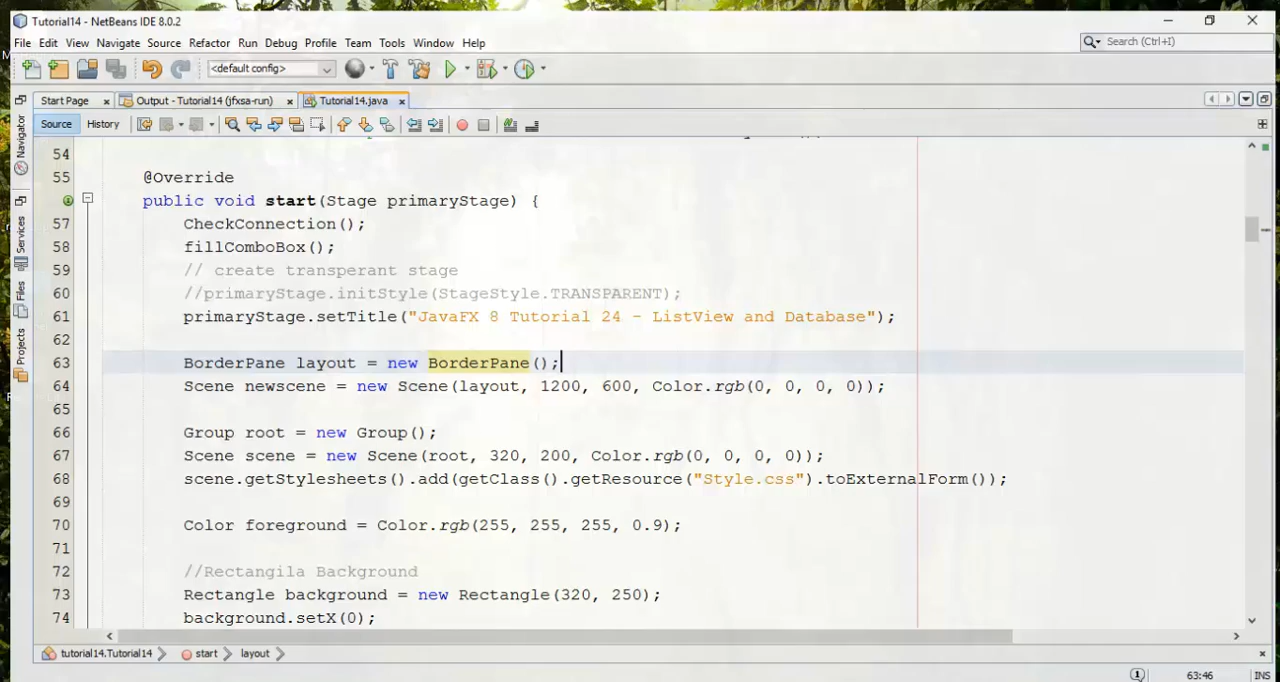 Tutorial14 - NetBeans IDE 8.0.2
File Edit View Navigate Source Refactor Run Debug Profile Team Tools Window Help
Search (Ctrl+I)
<default config>
Start Page Output - Tutorial14 (jfxsa-run) Tutorial14.java
Source History
Navigator
Services
Files
Projects
54
55 @Override
public void start(Stage primaryStage) {
57 CheckConnection();
58 fillComboBox();
59 // create transperant stage
60 //primaryStage.initStyle(StageStyle.TRANSPARENT);
61 primaryStage.setTitle("JavaFX 8 Tutorial 24 - ListView and Database");
62
63 BorderPane layout = new BorderPane();
64 Scene newscene = new Scene(layout, 1200, 600, Color.rgb(0, 0, 0, 0));
65
66 Group root = new Group();
67 Scene scene = new Scene(root, 320, 200, Color.rgb(0, 0, 0, 0));
68 scene.getStylesheets().add(getClass().getResource("Style.css").toExternalForm());
69
70 Color foreground = Color.rgb(255, 255, 255, 0.9);
71
72 //Rectangila Background
73 Rectangle background = new Rectangle(320, 250);
74 background.setX(0);
tutorial14.Tutorial14 start layout
63:46 INS